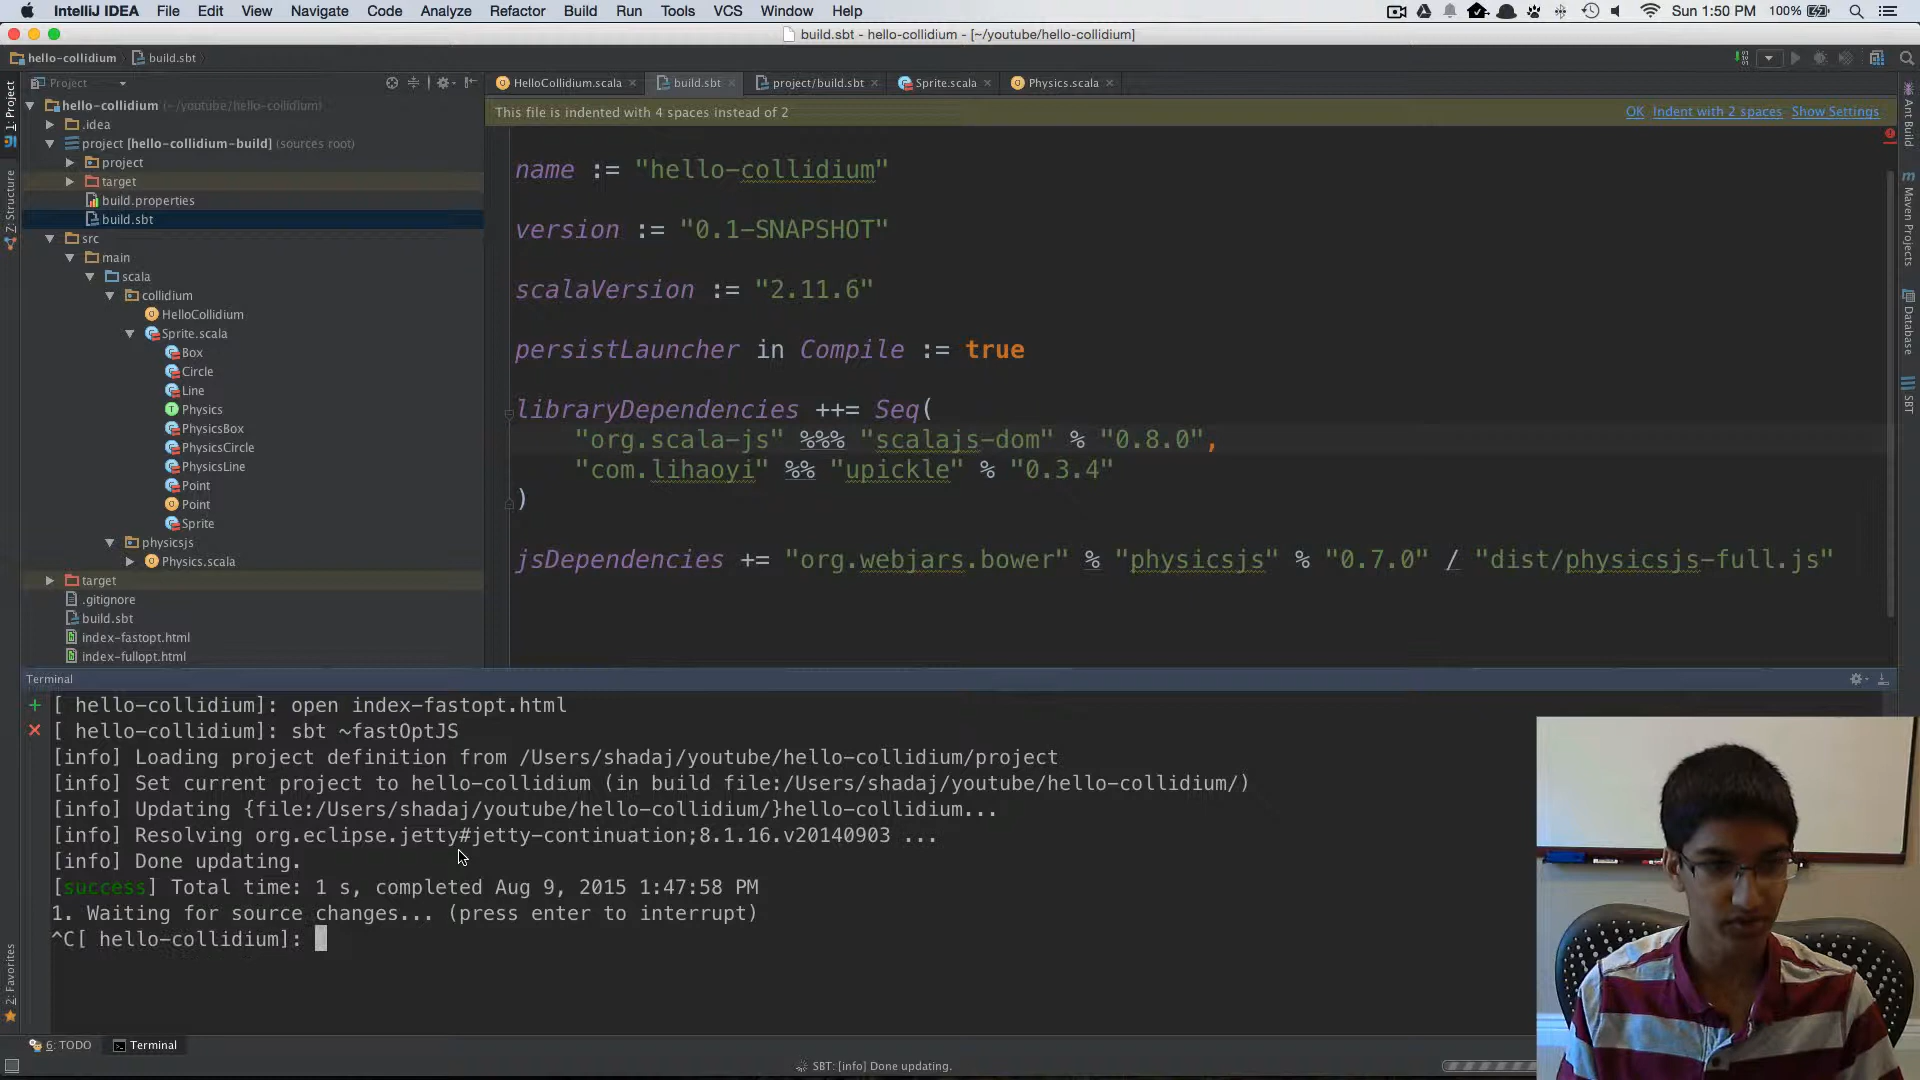 IntelliJ IDEA File Edit View Navigate Code Analyze Refactor Build Run Tools VCS Window Help
Sun 1:50 PM 100%
build.sbt - hello-collidium - [~/youtube/hello-collidium]
hello-collidium build.sbt
Project
HelloCollidium.scala build.sbt project/build.sbt Sprite.scala Physics.scala
This file is indented with 4 spaces instead of 2
OK Indent with 2 spaces Show Settings
1: Project
Z: Structure
2: Favorites
hello-collidium (~/youtube/hello-collidium)
.idea
project [hello-collidium-build] (sources root)
project
target
build.properties
build.sbt
src
main
scala
collidium
HelloCollidium
Sprite.scala
Box
Circle
Line
Physics
PhysicsBox
PhysicsCircle
PhysicsLine
Point
Point
Sprite
physicsjs
Physics.scala
target
.gitignore
build.sbt
index-fastopt.html
index-fullopt.html
name := "hello-collidium"
version := "0.1-SNAPSHOT"
scalaVersion := "2.11.6"
persistLauncher in Compile := true
libraryDependencies ++= Seq(
"org.scala-js" %%% "scalajs-dom" % "0.8.0",
"com.lihaoyi" %% "upickle" % "0.3.4"
)
jsDependencies += "org.webjars.bower" % "physicsjs" % "0.7.0" / "dist/physicsjs-full.js"
Ant Build
Maven Projects
Database
SBT
Terminal
[ hello-collidium]: open index-fastopt.html
[ hello-collidium]: sbt ~fastOptJS
[info] Loading project definition from /Users/shadaj/youtube/hello-collidium/project
[info] Set current project to hello-collidium (in build file:/Users/shadaj/youtube/hello-collidium/)
[info] Updating {file:/Users/shadaj/youtube/hello-collidium/}hello-collidium...
[info] Resolving org.eclipse.jetty#jetty-continuation;8.1.16.v20140903 ...
[info] Done updating.
[success] Total time: 1 s, completed Aug 9, 2015 1:47:58 PM
1. Waiting for source changes... (press enter to interrupt)
^C[ hello-collidium]:
6: TODO Terminal
SBT: [info] Done updating.